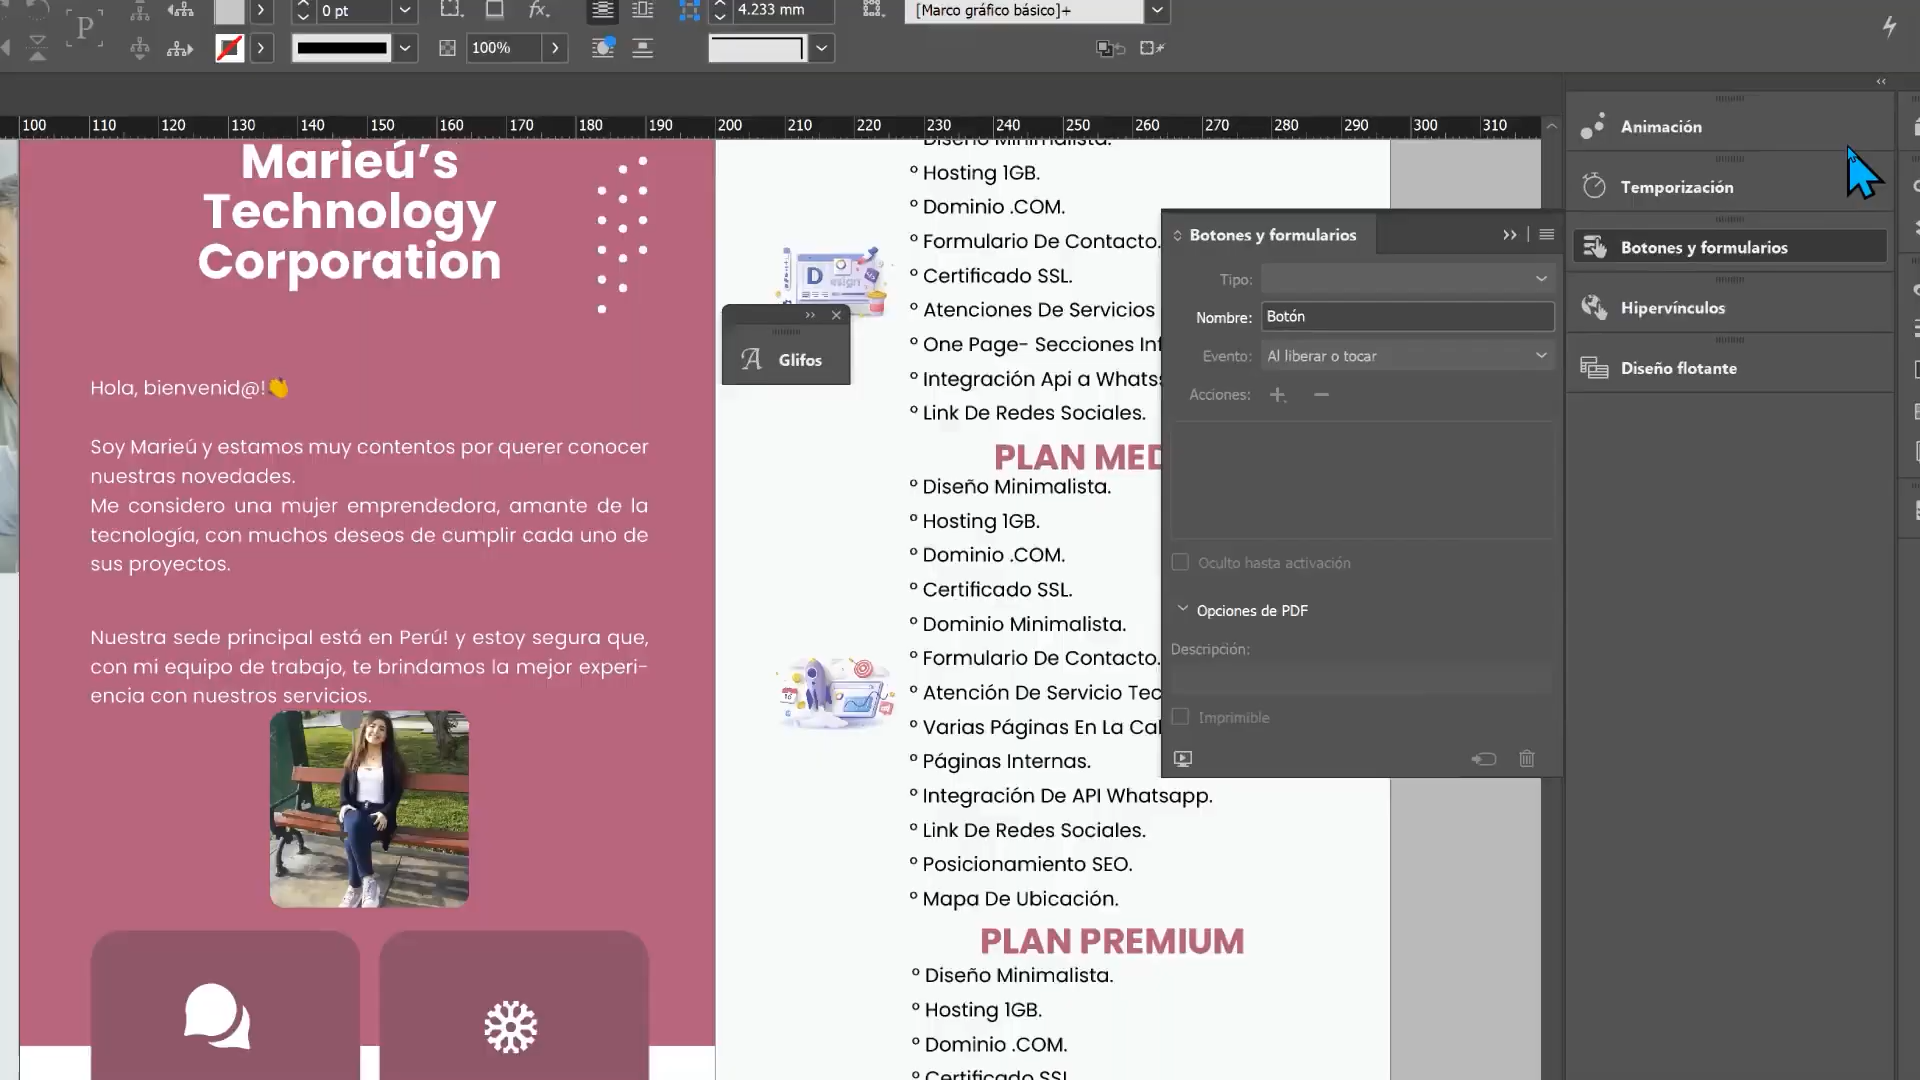 0 pt
4.233 mm
[Marco gráfico básico]+
P
fx.
100%
100 110 120 130 140 150 160 170 180 190 200 210 220 230 240 250 260 270 280 290 300 310
Marieú’s
Technology
Corporation
Hola, bienvenid@!👏
Soy Marieú y estamos muy contentos por querer conocer
nuestras novedades.
Me considero una mujer emprendedora, amante de la
tecnología, con muchos deseos de cumplir cada uno de
sus proyectos.
Nuestra sede principal está en Perú! y estoy segura que,
con mi equipo de trabajo, te brindamos la mejor experi-
encia con nuestros servicios.
Diseño Minimalista.
° Hosting 1GB.
° Dominio .COM.
° Formulario De Contacto.
° Certificado SSL.
° Atenciones De Servicios
° One Page- Secciones Inf
° Integración Api a Whats
° Link De Redes Sociales.
PLAN MED
° Diseño Minimalista.
° Hosting 1GB.
° Dominio .COM.
° Certificado SSL.
° Dominio Minimalista.
° Formulario De Contacto.
° Atención De Servicio Tec
° Varias Páginas En La Cal
° Páginas Internas.
° Integración De API Whatsapp.
° Link De Redes Sociales.
° Posicionamiento SEO.
° Mapa De Ubicación.
PLAN PREMIUM
° Diseño Minimalista.
° Hosting 1GB.
° Dominio .COM.
Certificado SSL
Design
A Glifos
Botones y formularios
Tipo:
Nombre: Botón
Evento: Al liberar o tocar
Acciones:
Oculto hasta activación
Opciones de PDF
Descripción:
Imprimible
Animación
Temporización
Botones y formularios
Hipervínculos
Diseño flotante